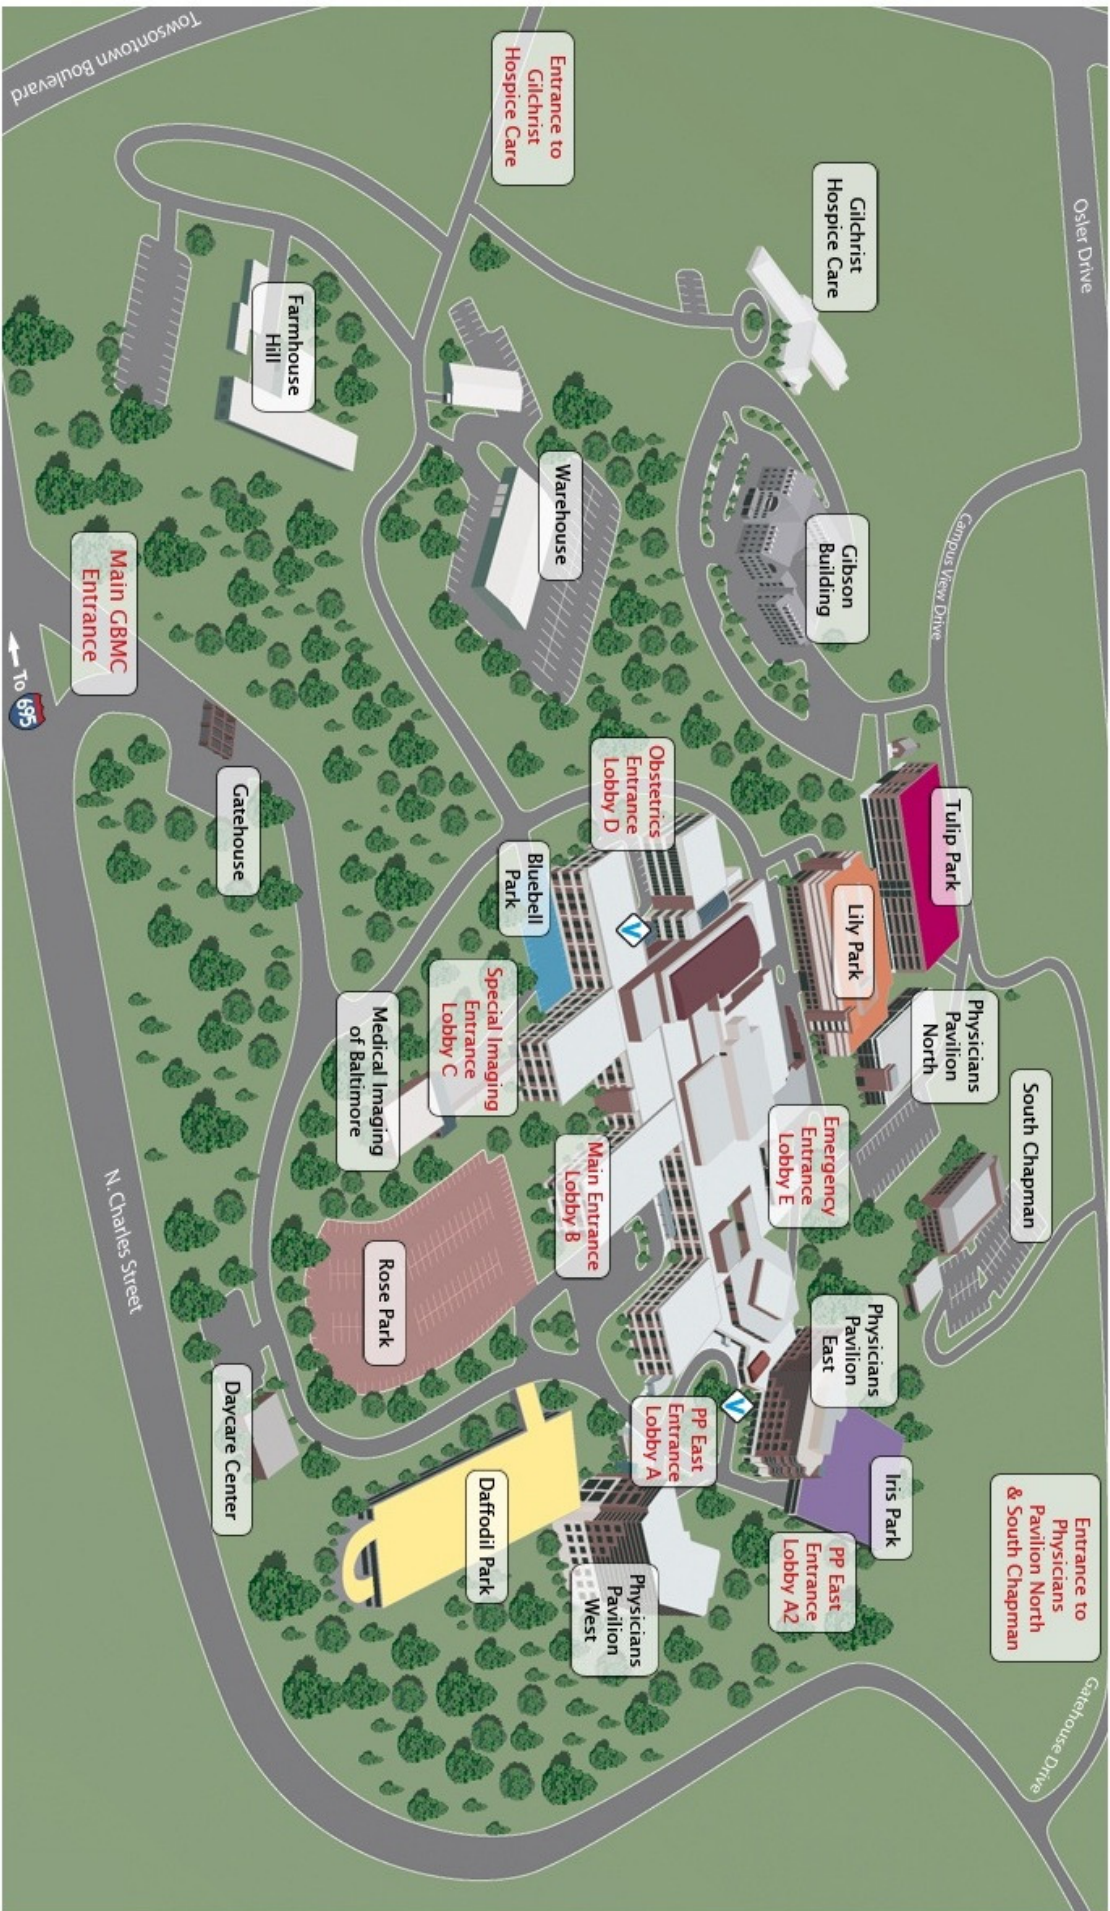 Towsontown Boulevard
Entrance to
Gilchrist
Hospice Care
Gilchrist
Hospice Care
Osler Drive
Farmhouse
Hill
Warehouse
Gibson
Building
Campus View Drive
Main GBMC
Entrance
To 695
Gatehouse
Obstetrics
Entrance
Lobby D
Bluebell
Park
Tulip Park
Lily Park
Physicians
Pavilion
North
Special Imaging
Entrance
Lobby C
Medical Imaging
of Baltimore
South Chapman
Emergency
Entrance
Lobby E
Main Entrance
Lobby B
N. Charles Street
Rose Park
Physicians
Pavilion
East
Daycare Center
PP East
Entrance
Lobby A
V
V
Iris Park
Daffodil Park
PP East
Entrance
Lobby A2
Physicians
Pavilion
West
Entrance to
Physicians
Pavilion North
& South Chapman
Gatehouse Drive